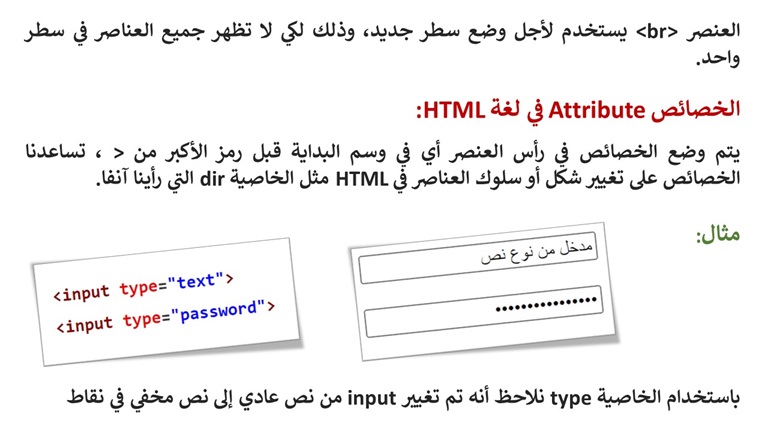 العنصر <br> يستخدم لأجل وضع سطر جديد، وذلك لكي لا تظهر جميع العناصر في سطر
واحد.
الخصائص Attribute في لغة HTML:
يتم وضع الخصائص في رأس العنصر أي في وسم البداية قبل رمز الأكبر من > ، تساعدنا
الخصائص على تغيير شكل أو سلوك العناصر في HTML مثل الخاصية dir التي رأينا آنفا.
مثال:
مدخل من نوع نص
••••••••••••••••
<input type="text">
<input type="password">
باستخدام الخاصية type نلاحظ أنه تم تغيير input من نص عادي إلى نص مخفي في نقاط